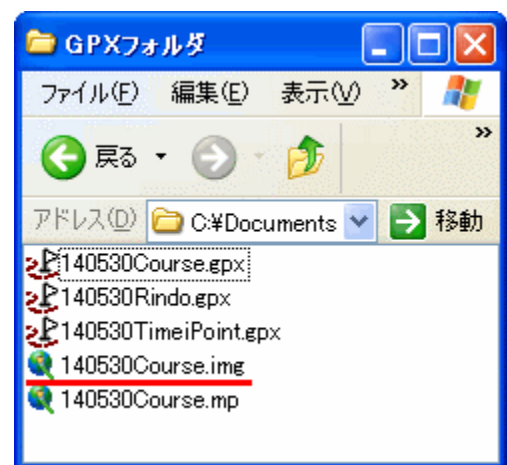 GPXフォルダ
ファイル(F) 編集(E) 表示(V) »
戻る »
アドレス(D) C:¥Documents 移動
140530Course.gpx
140530Rindo.gpx
140530TimeiPoint.gpx
140530Course.img
140530Course.mp